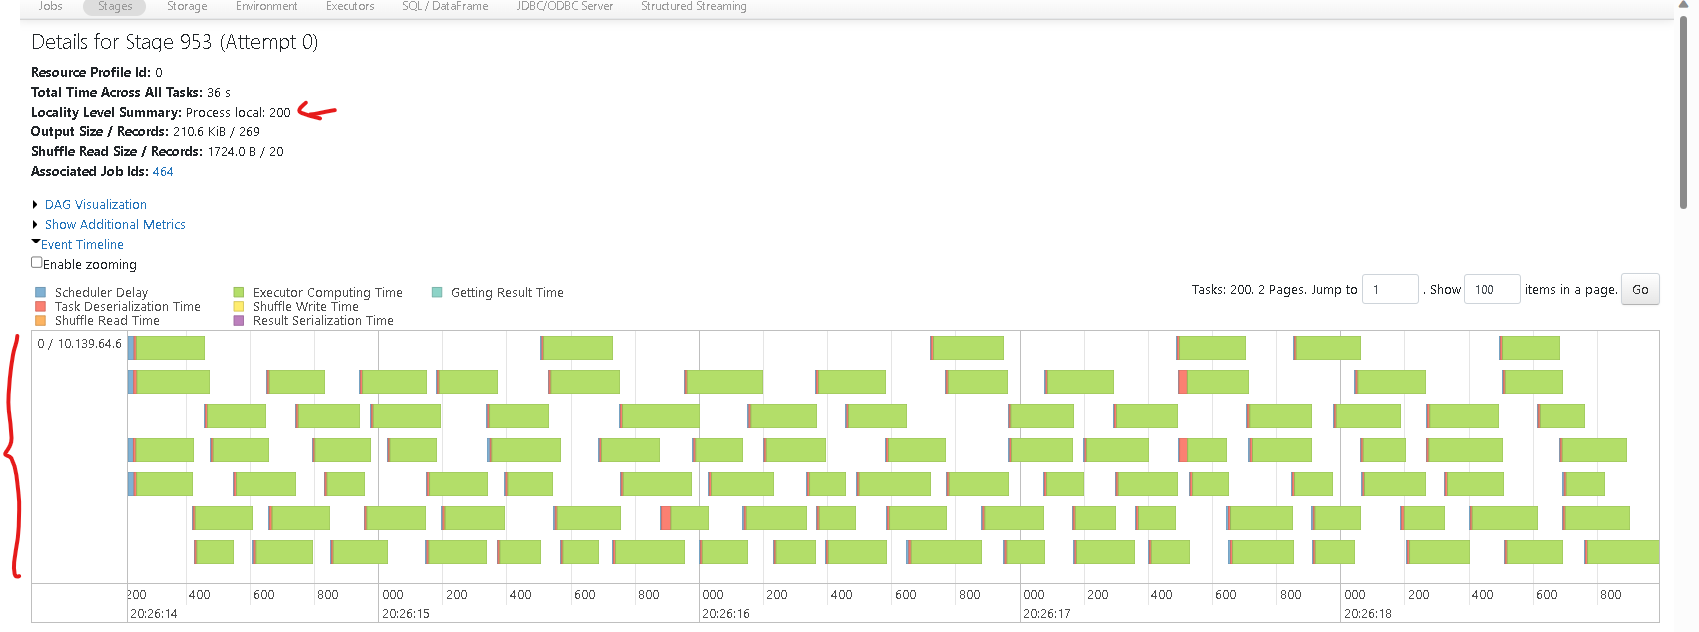 Jobs Stages Storage Environment Executors SQL / DataFrame JDBC/ODBC Server Structured Streaming
Details for Stage 953 (Attempt 0)
Resource Profile Id: 0
Total Time Across All Tasks: 36 s
Locality Level Summary: Process local: 200
Output Size / Records: 210.6 KiB / 269
Shuffle Read Size / Records: 1724.0 B / 20
Associated Job Ids: 464
DAG Visualization
Show Additional Metrics
Event Timeline
Enable zooming
Scheduler Delay Executor Computing Time Getting Result Time
Task Deserialization Time Shuffle Write Time
Shuffle Read Time Result Serialization Time
Tasks: 200. 2 Pages. Jump to 1 . Show 100 items in a page. Go
0 / 10.139.64.6
200 400 600 800 000 200 400 600 800 000 200 400 600 800 000 200 400 600 800 000 200 400 600 800
20:26:14 20:26:15 20:26:16 20:26:17 20:26:18